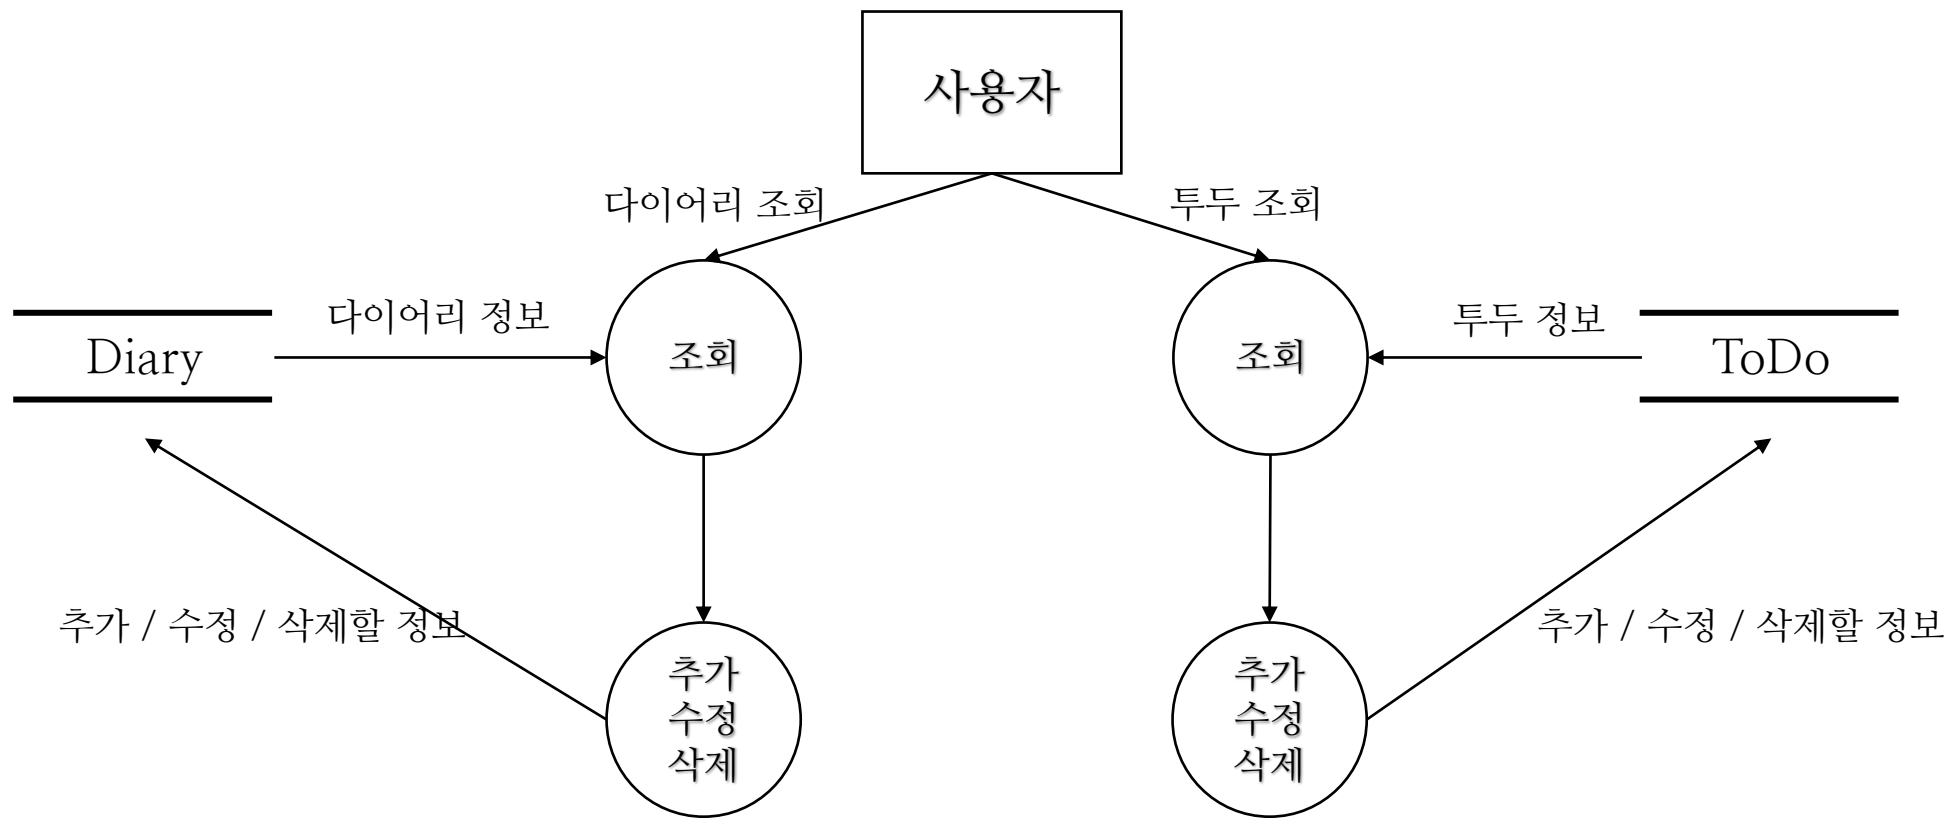 사용자
다이어리 조회
투두 조회
다이어리 정보
투두 정보
Diary
조회
조회
ToDo
추가 / 수정 / 삭제할 정보
추가 / 수정 / 삭제할 정보
추가
수정
삭제
추가
수정
삭제